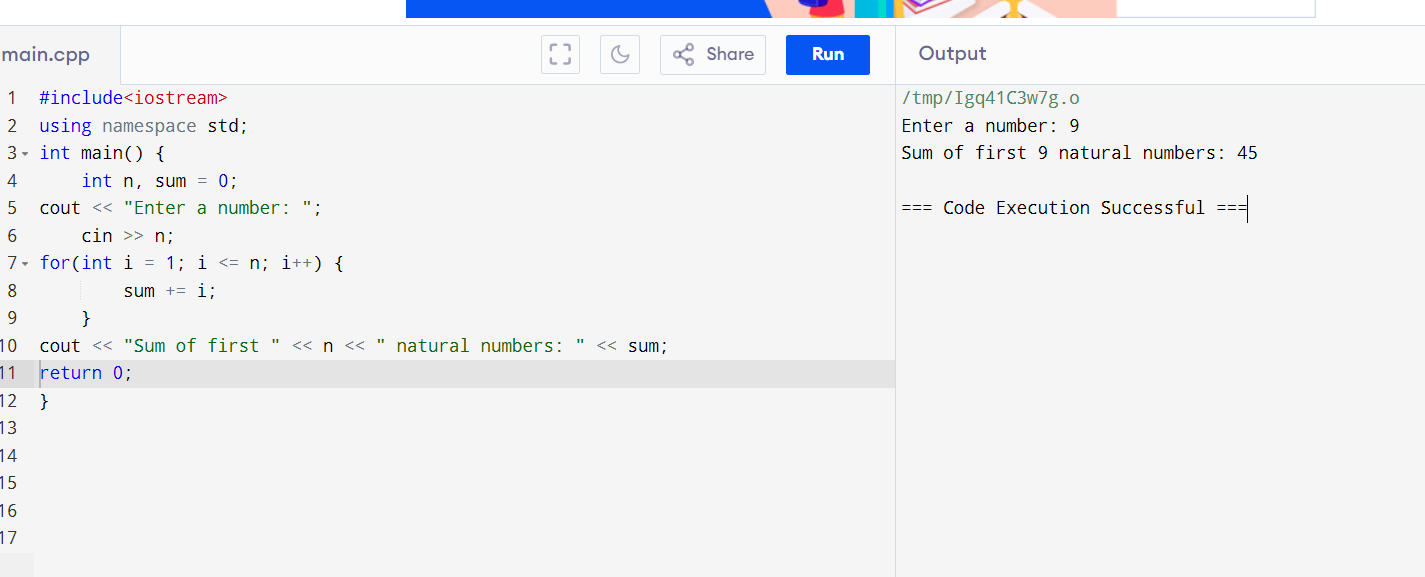 main.cpp
Share
Run
Output
1 #include<iostream>
2 using namespace std;
3 int main() {
4     int n, sum = 0;
5 cout << "Enter a number: ";
6     cin >> n;
7 for(int i = 1; i <= n; i++) {
8         sum += i;
9     }
10 cout << "Sum of first " << n << " natural numbers: " << sum;
11 return 0;
12 }
13
14
15
16
17
/tmp/Igq41C3w7g.o
Enter a number: 9
Sum of first 9 natural numbers: 45
=== Code Execution Successful ===